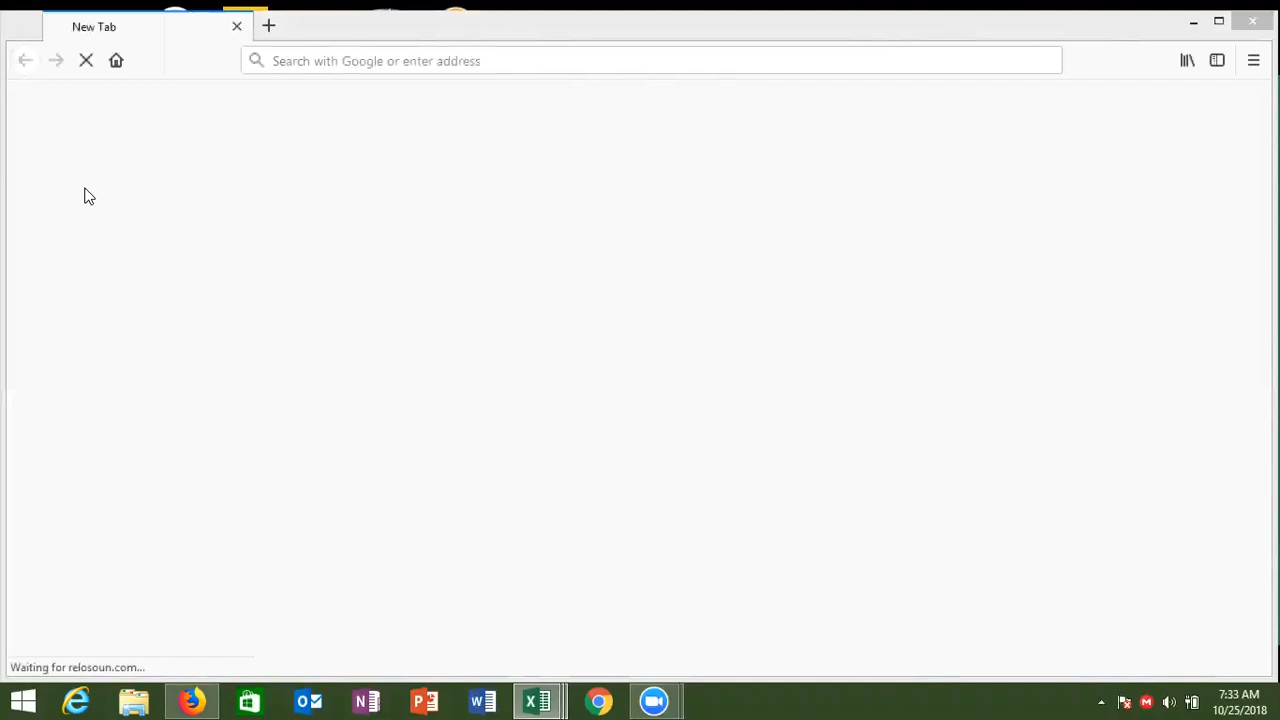 New Tab
Search with Google or enter address
Waiting for relosoun.com...
7:33 AM
10/25/2018